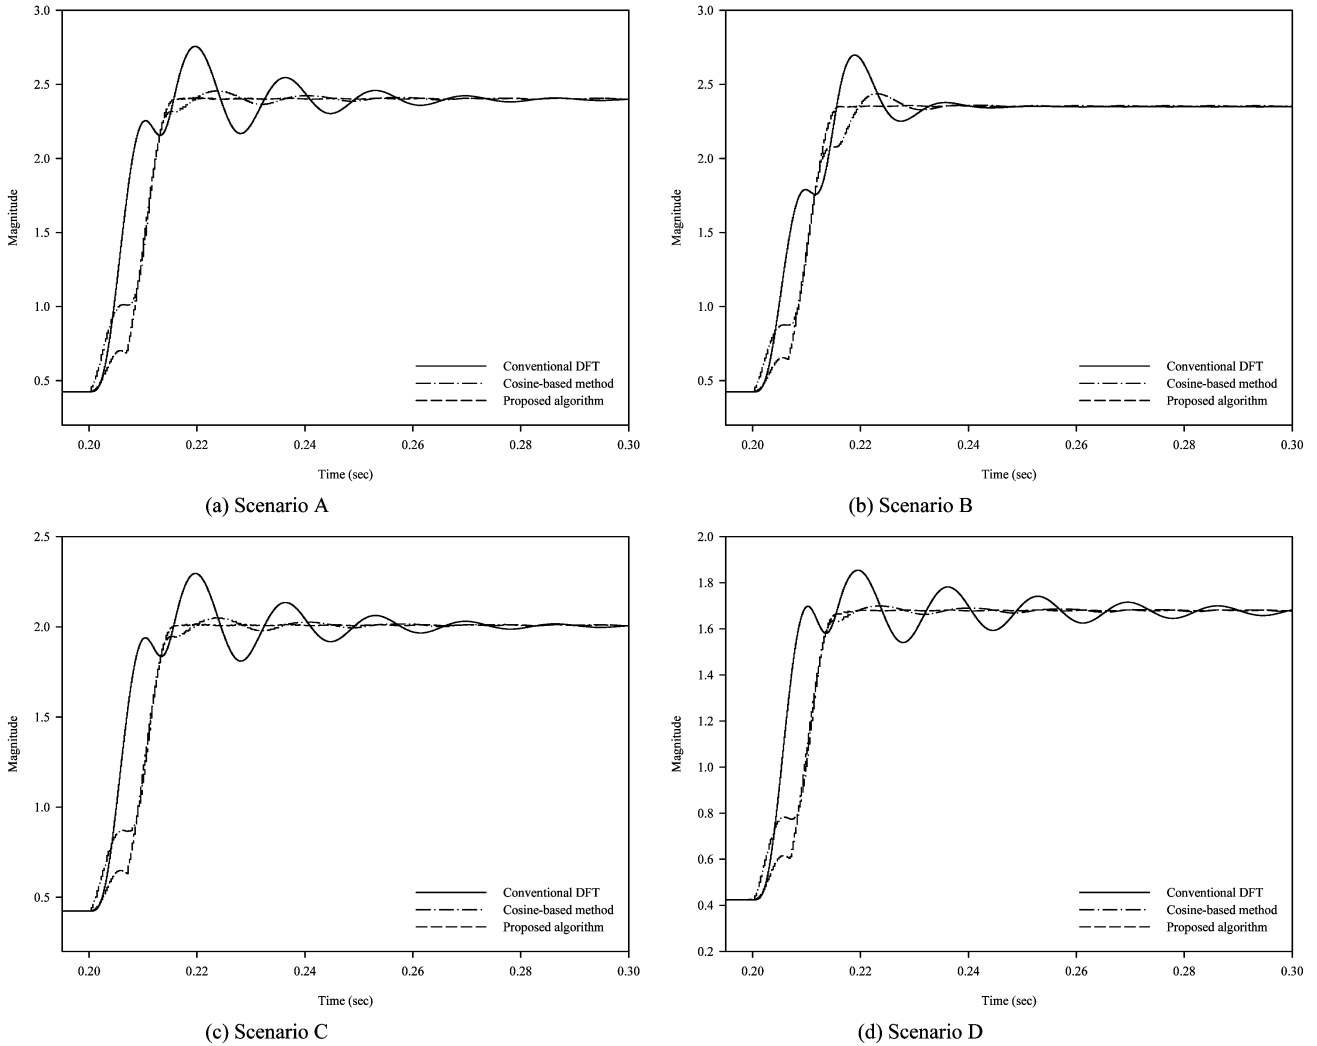 3.0
2.5
2.0
1.5
1.0
0.5
Magnitude
0.20 0.22 0.24 0.26 0.28 0.30
Time (sec)
Conventional DFT
Cosine-based method
Proposed algorithm
(a) Scenario A
3.0
2.5
2.0
1.5
1.0
0.5
Magnitude
0.20 0.22 0.24 0.26 0.28 0.30
Time (sec)
Conventional DFT
Cosine-based method
Proposed algorithm
(b) Scenario B
2.5
2.0
1.5
1.0
0.5
Magnitude
0.20 0.22 0.24 0.26 0.28 0.30
Time (sec)
Conventional DFT
Cosine-based method
Proposed algorithm
(c) Scenario C
2.0
1.8
1.6
1.4
1.2
1.0
0.8
0.6
0.4
0.2
Magnitude
0.20 0.22 0.24 0.26 0.28 0.30
Time (sec)
Conventional DFT
Cosine-based method
Proposed algorithm
(d) Scenario D